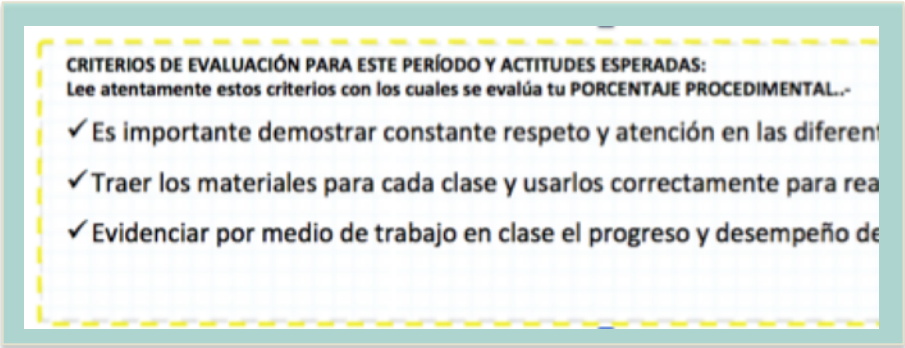 CRITERIOS DE EVALUACIÓN PARA ESTE PERÍODO Y ACTITUDES ESPERADAS:
Lee atentamente estos criterios con los cuales se evalúa tu PORCENTAJE PROCEDIMENTAL..-
✓Es importante demostrar constante respeto y atención en las diferent
✓Traer los materiales para cada clase y usarlos correctamente para rea
✓Evidenciar por medio de trabajo en clase el progreso y desempeño de